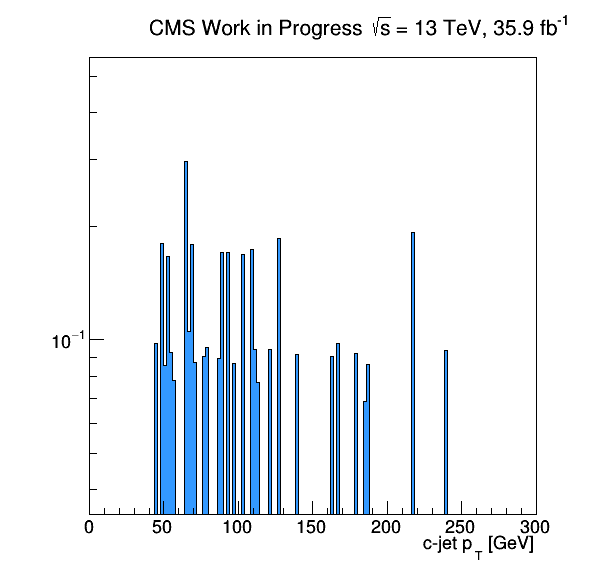 CMS Work in Progress √s = 13 TeV, 35.9 fb⁻¹
10⁻¹
0 50 100 150 200 250 300
c-jet p_T [GeV]